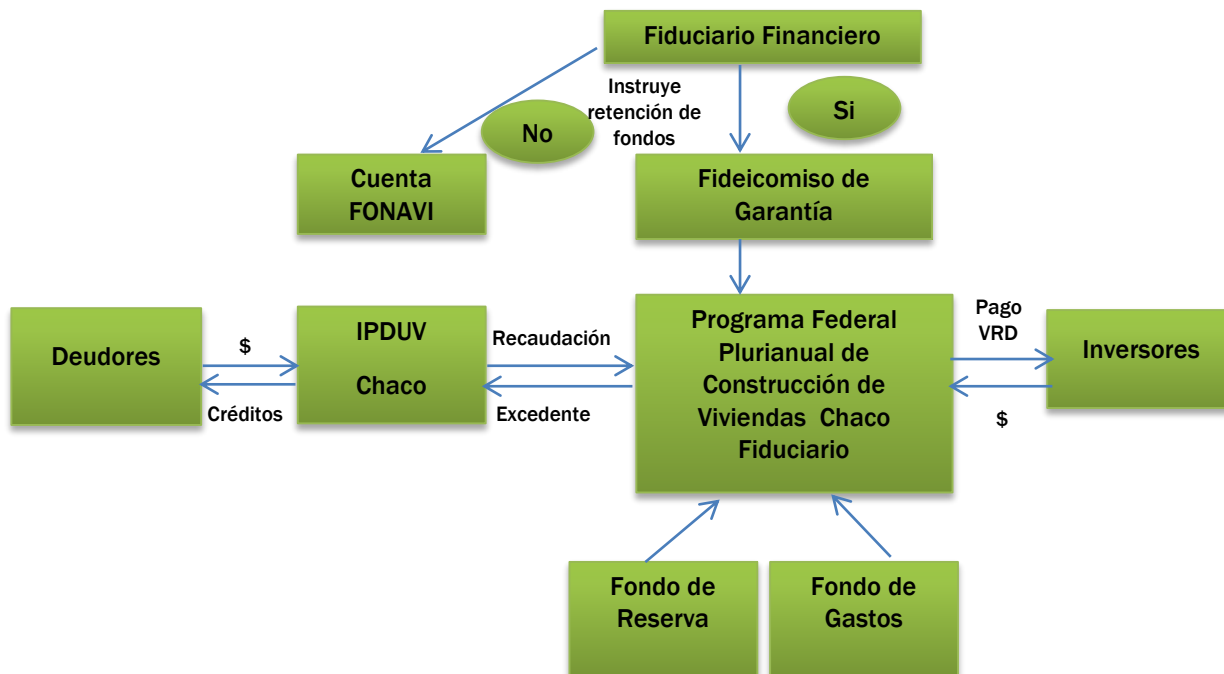 Fiduciario Financiero
Instruye
retención de
fondos
No
Si
Cuenta
FONAVI
Fideicomiso de
Garantía
Deudores
$
Créditos
IPDUV
Chaco
Recaudación
Excedente
Programa Federal
Plurianual de
Construcción de
Viviendas Chaco
Fiduciario
Pago
VRD
$
Inversores
Fondo de
Reserva
Fondo de
Gastos